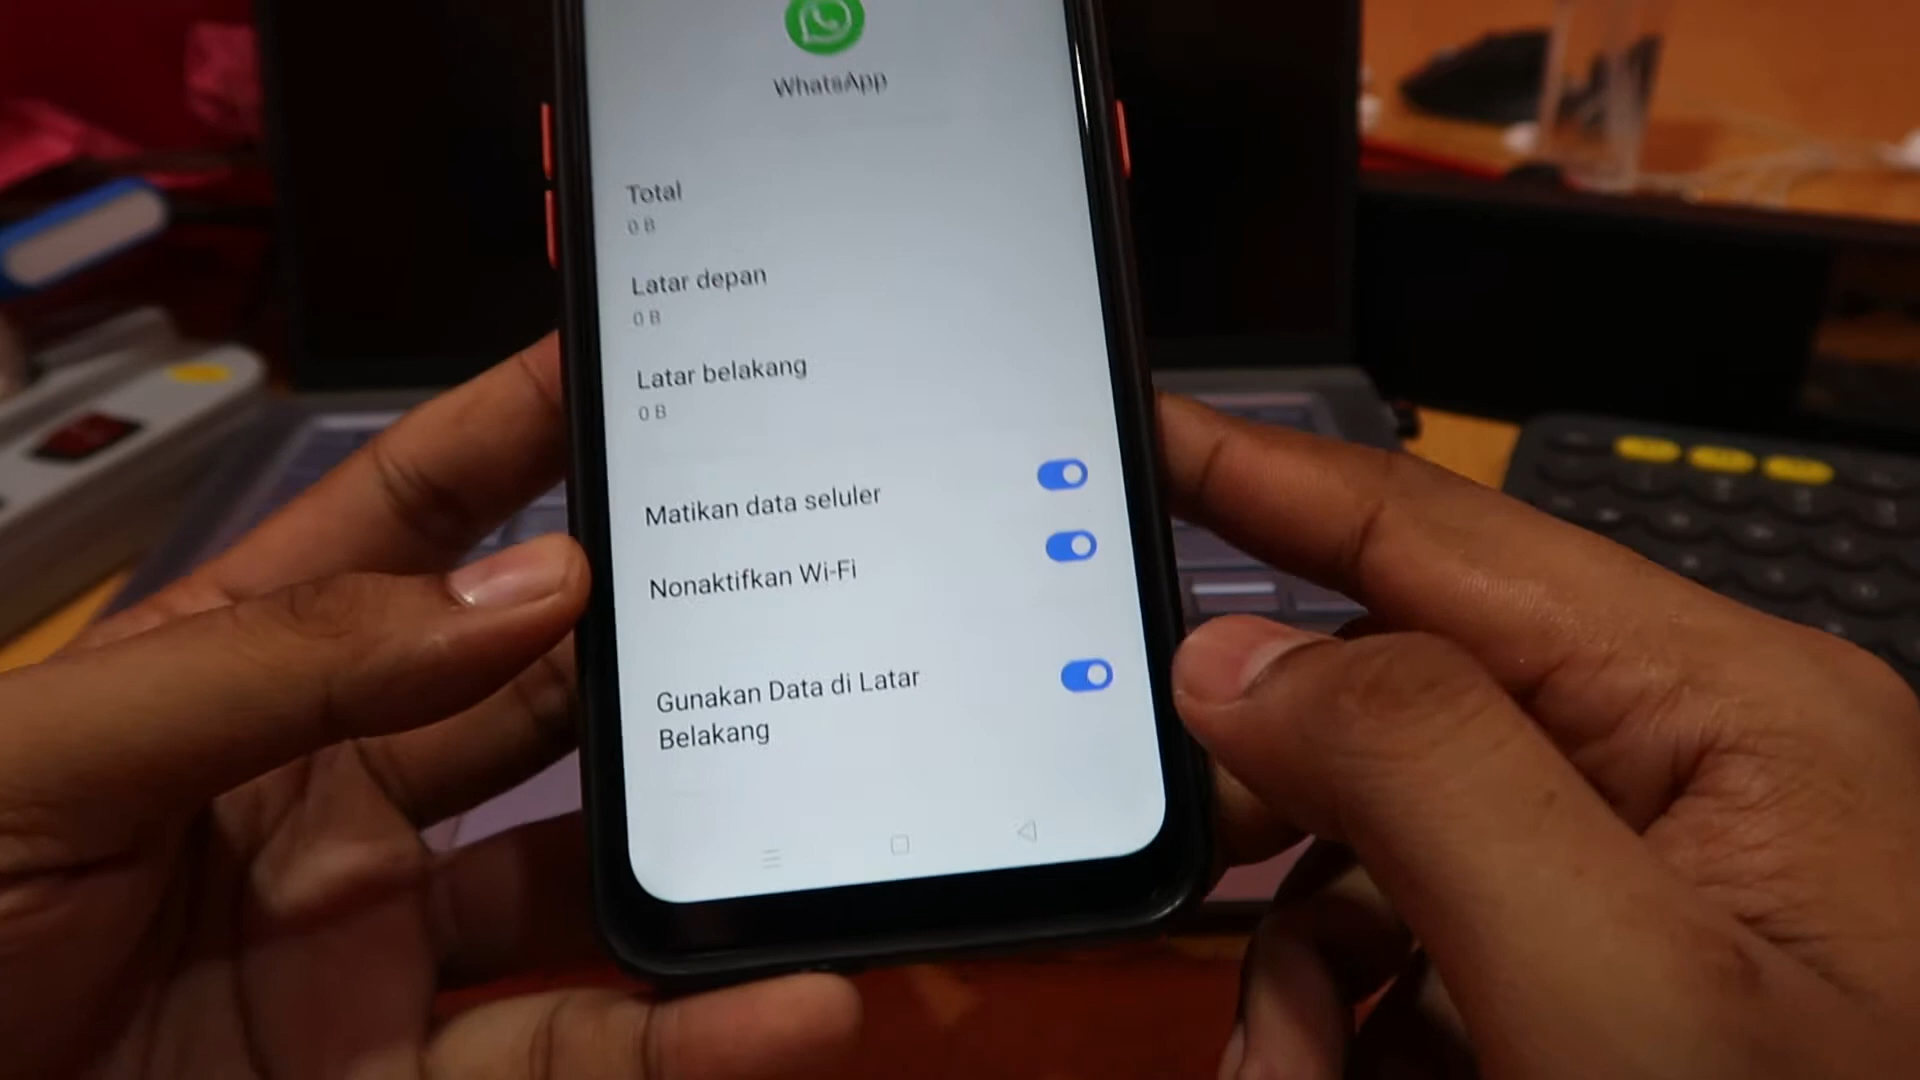 WhatsApp
Total
0 B
Latar depan
0 B
Latar belakang
0 B
Matikan data seluler
Nonaktifkan Wi-Fi
Gunakan Data di Latar
Belakang